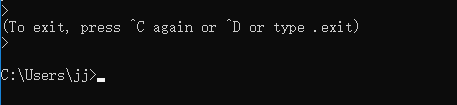 >
(To exit, press ^C again or ^D or type .exit)
>
C:\Users\jj>